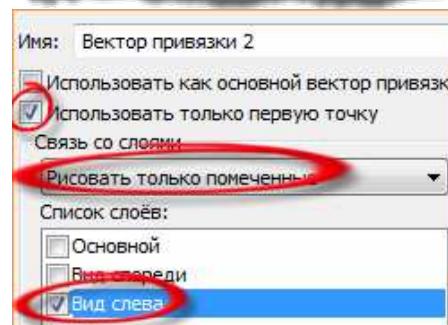 Имя: Вектор привязки 2
Использовать как основной вектор привязк
Использовать только первую точку
Связь со слоями
Рисовать только помеченные
Список слоёв:
Основной
Вид спереди
Вид слева